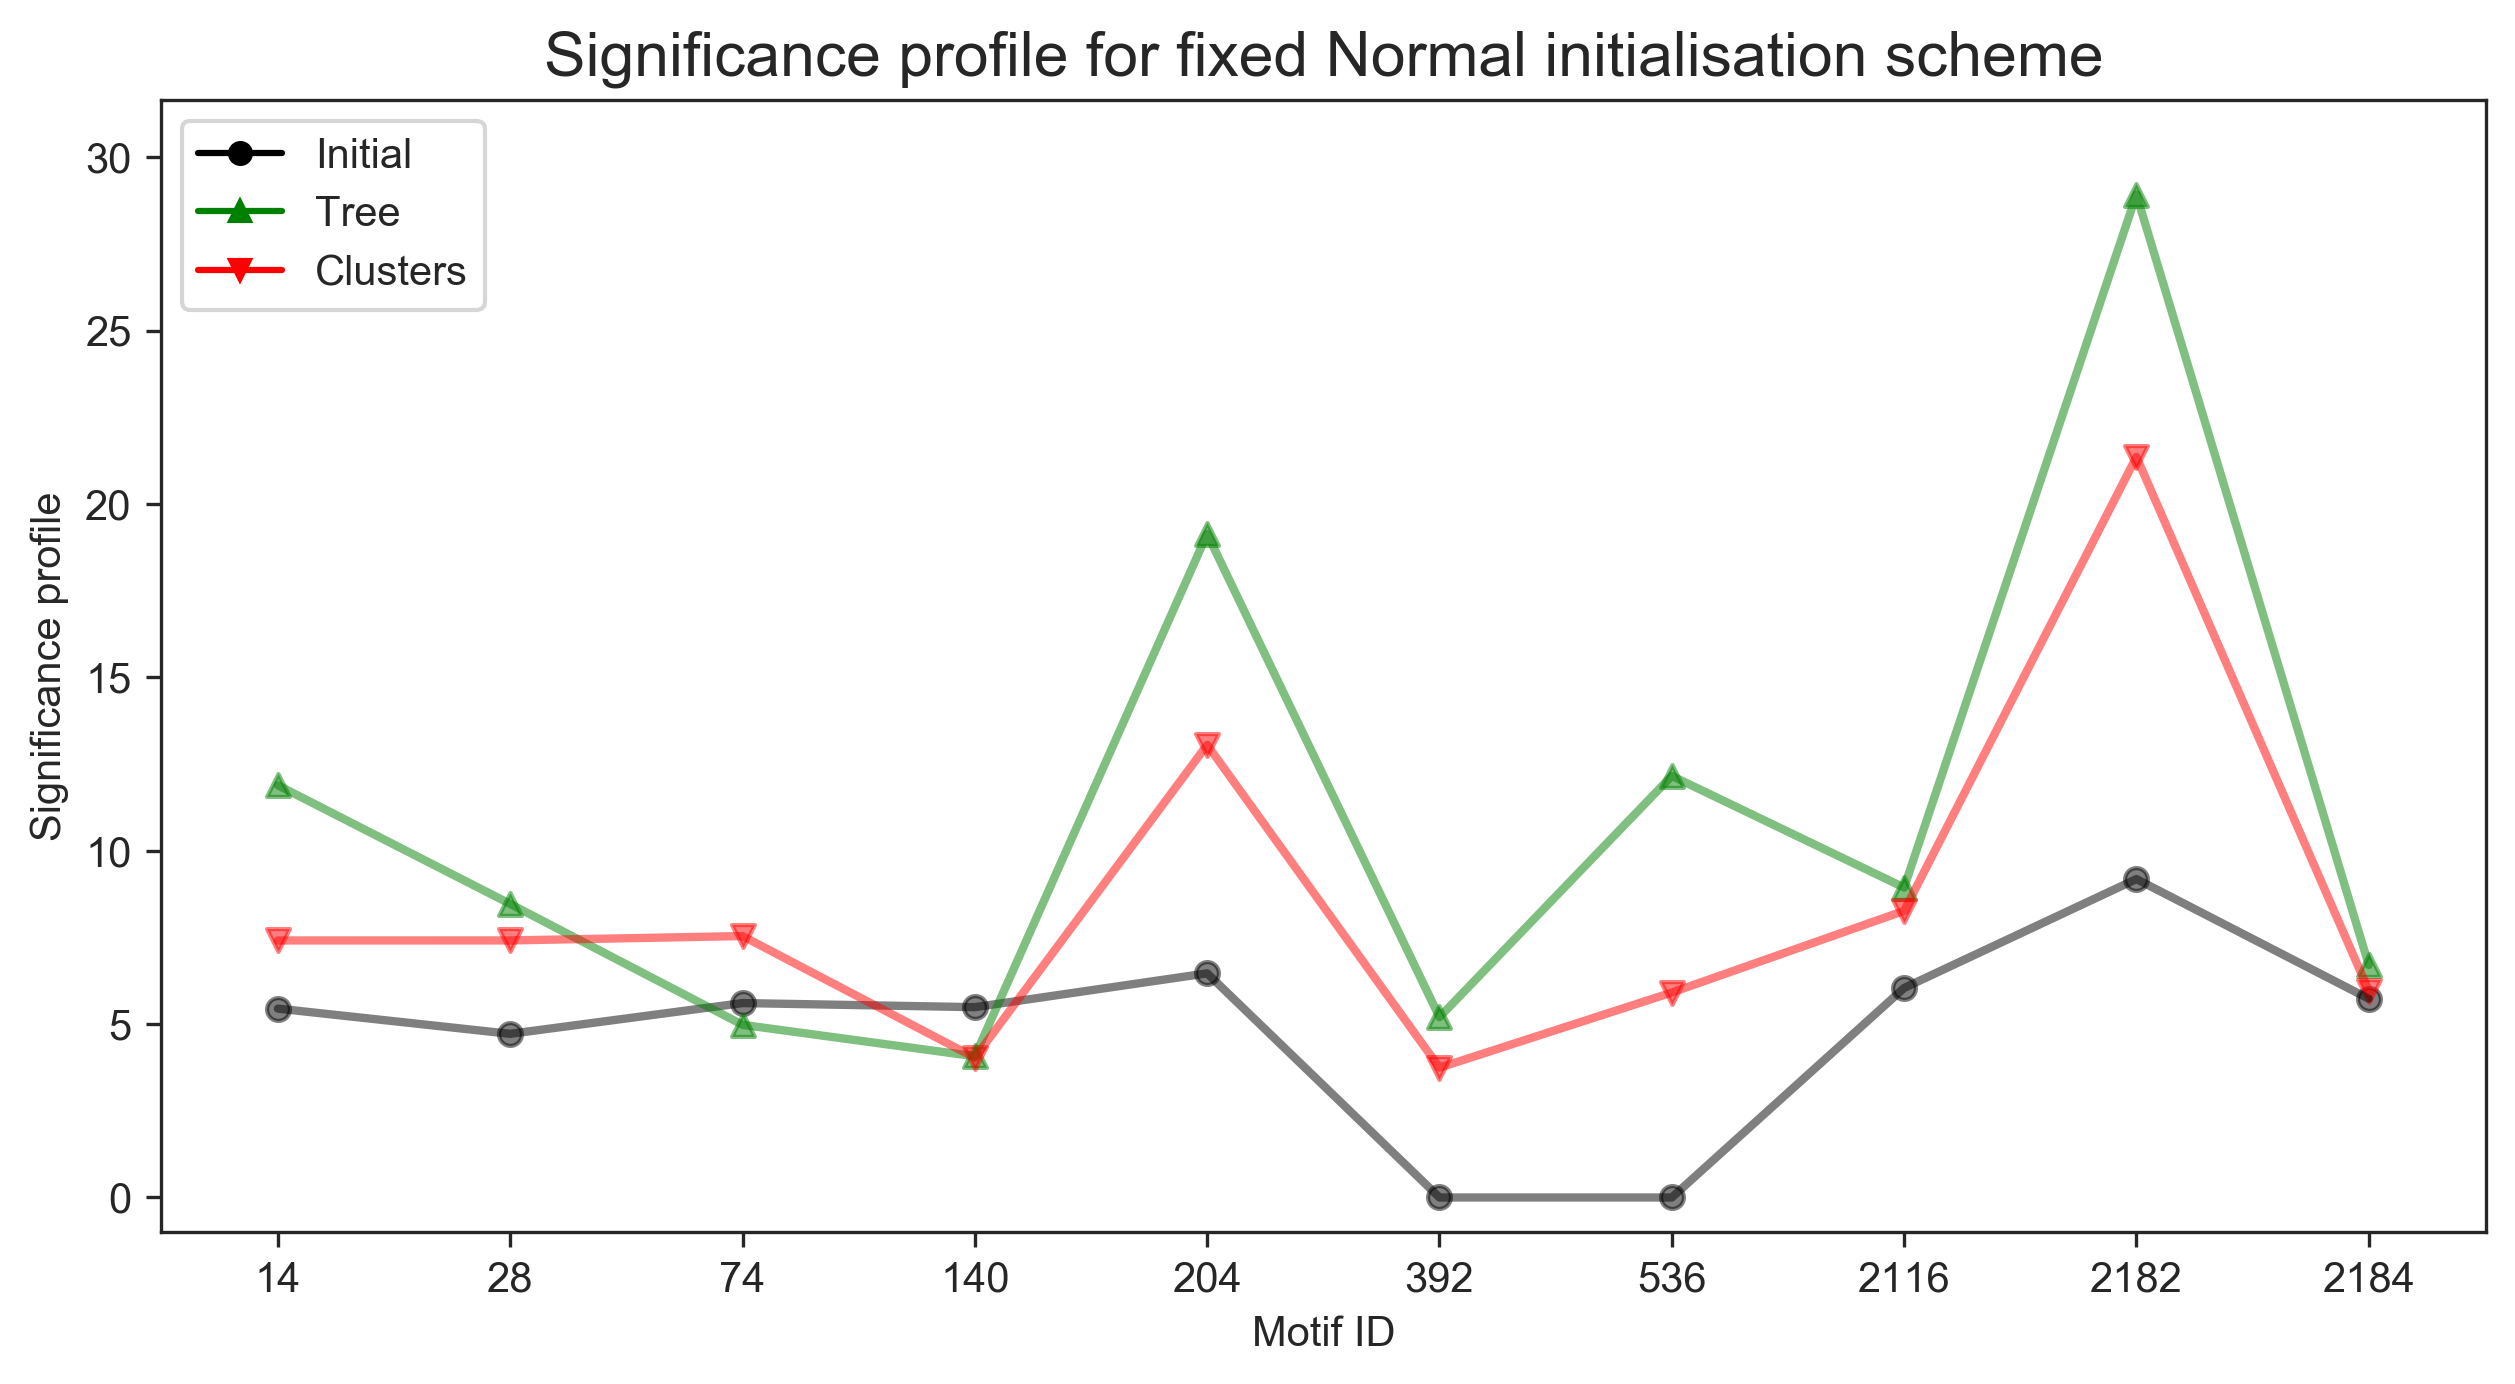 Significance profile for fixed Normal initialisation scheme
Initial
Tree
Clusters
Significance profile
30
25
20
15
10
5
0
14 28 74 140 204 392 536 2116 2182 2184
Motif ID